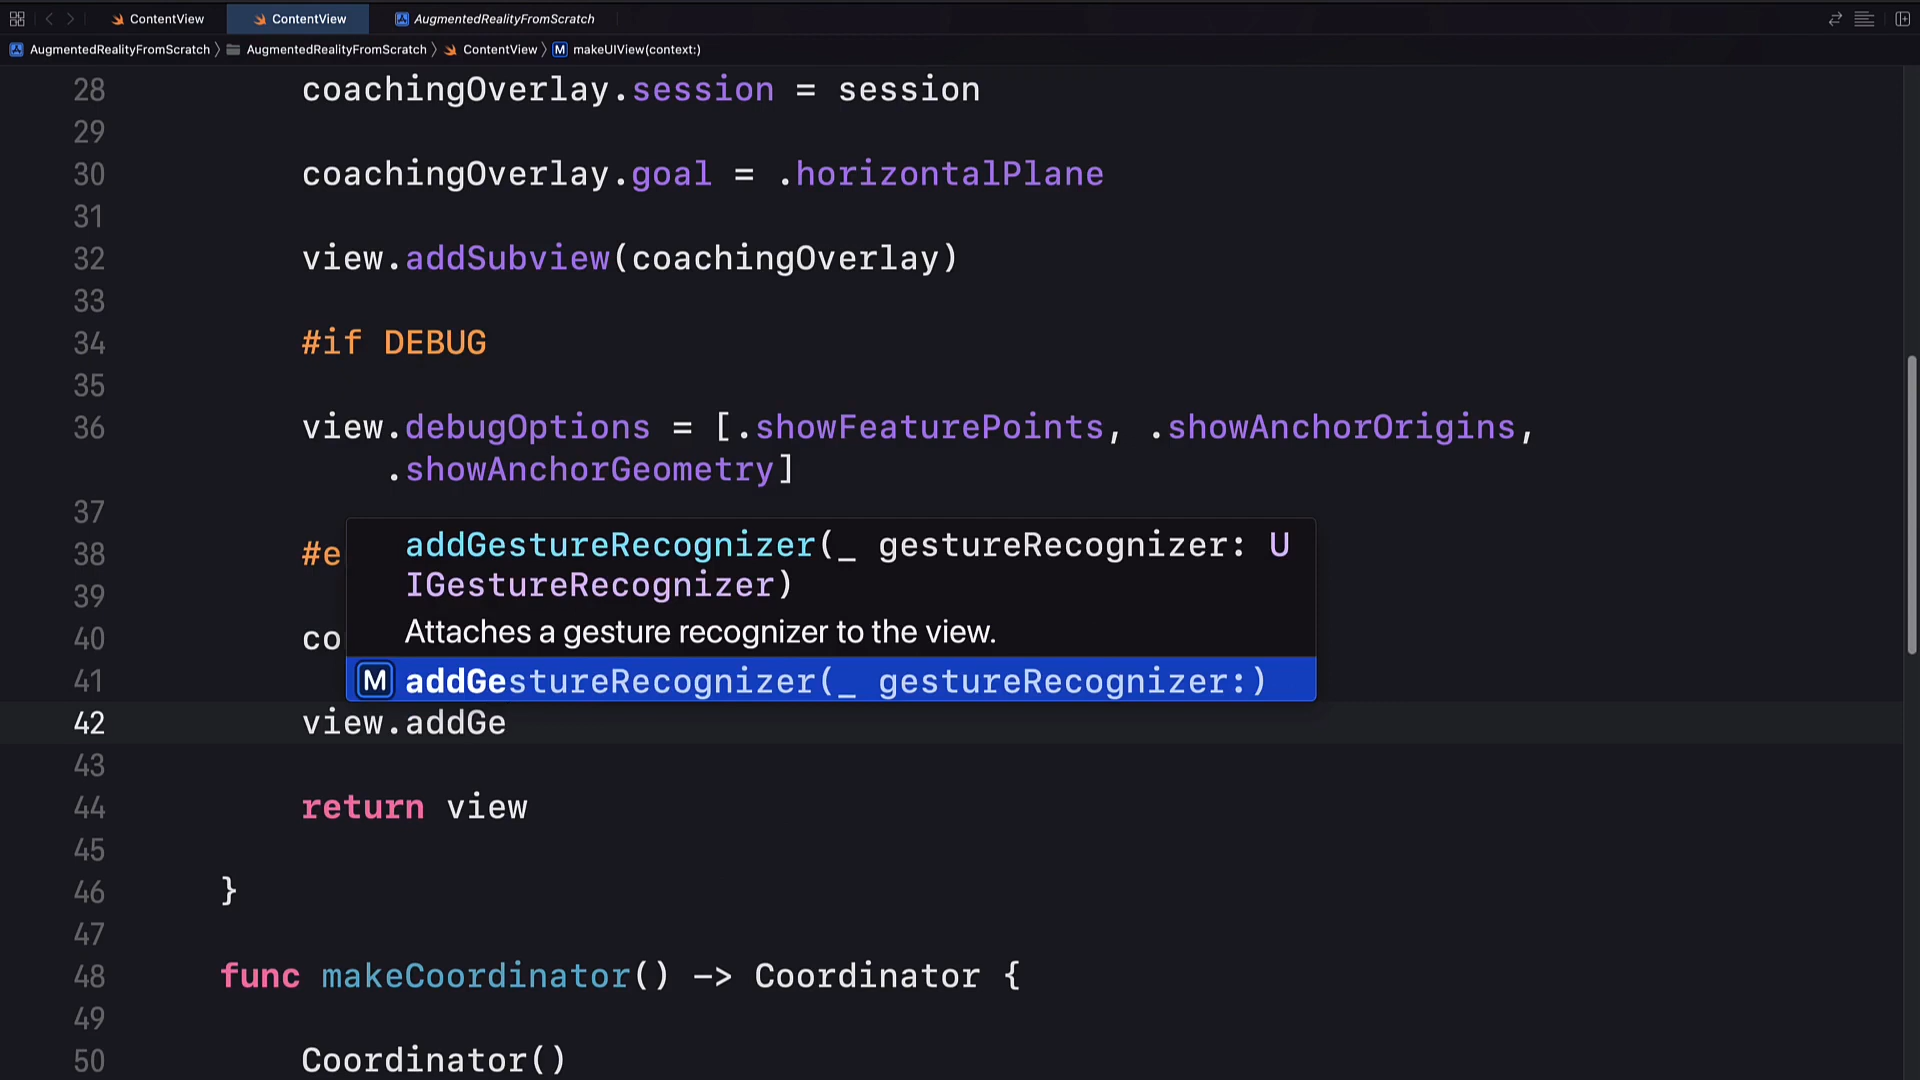 ContentView
ContentView
AugmentedRealityFromScratch
AugmentedRealityFromScratch
AugmentedRealityFromScratch
ContentView
M
makeUIView(context:)
28 coachingOverlay.session = session
29
30 coachingOverlay.goal = .horizontalPlane
31
32 view.addSubview(coachingOverlay)
33
34 #if DEBUG
35
36 view.debugOptions = [.showFeaturePoints, .showAnchorOrigins,
.showAnchorGeometry]
37
addGestureRecognizer(_ gestureRecognizer: U
38 #e
IGestureRecognizer)
39
Attaches a gesture recognizer to the view.
40 co
41
M addGestureRecognizer(_ gestureRecognizer:)
42 view.addGe
43
44 return view
45
46 }
47
48 func makeCoordinator() -> Coordinator {
49
50 Coordinator()